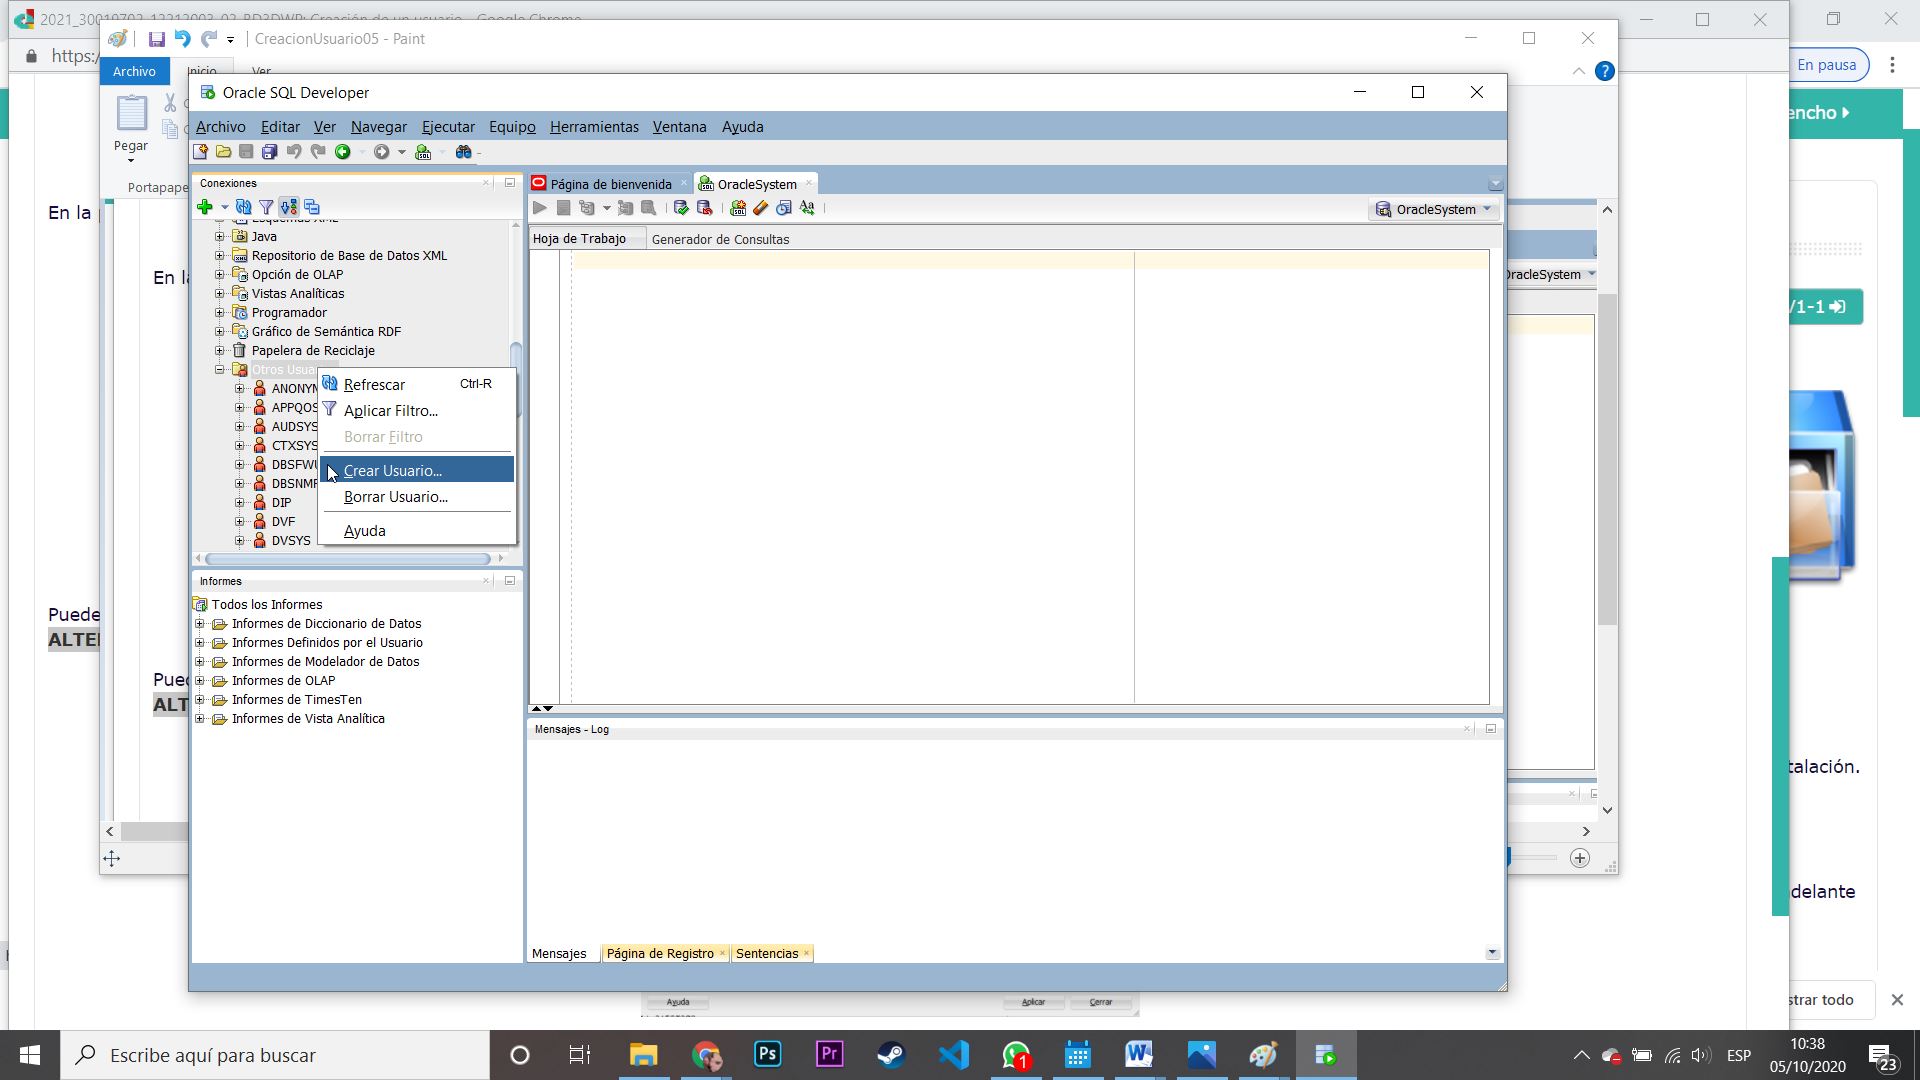 2021_30010702_12212003_02_BD3DWP: Creación de un usuario - Google Chrome
https:/
CreacionUsuario05 - Paint
Archivo
Inicio
Ver
En pausa
Pegar
Portapape
encho
Oracle SQL Developer
Archivo Editar Ver Navegar Ejecutar Equipo Herramientas Ventana Ayuda
Conexiones
Página de bienvenida
OracleSystem
OracleSystem
Hoja de Trabajo
Generador de Consultas
Esquemas XML
Java
Repositorio de Base de Datos XML
Opción de OLAP
Vistas Analíticas
Programador
Gráfico de Semántica RDF
Papelera de Reciclaje
Otros Usua
ANONYM
APPQOS
AUDSYS
CTXSYS
DBSFWU
DBSNMP
DIP
DVF
DVSYS
Refrescar Ctrl-R
Aplicar Filtro...
Borrar Filtro
Crear Usuario...
Borrar Usuario...
Ayuda
Informes
Todos los Informes
Informes de Diccionario de Datos
Informes Definidos por el Usuario
Informes de Modelador de Datos
Informes de OLAP
Informes de TimesTen
Informes de Vista Analítica
Mensajes - Log
Mensajes
Página de Registro
Sentencias
En la
En la
Puede
ALTE
Pued
ALT
OracleSystem
/1-1
talación.
delante
strar todo
Ayuda
Aplicar
Cerrar
Escribe aquí para buscar
Ps
Pr
1
ESP
10:38
05/10/2020
23